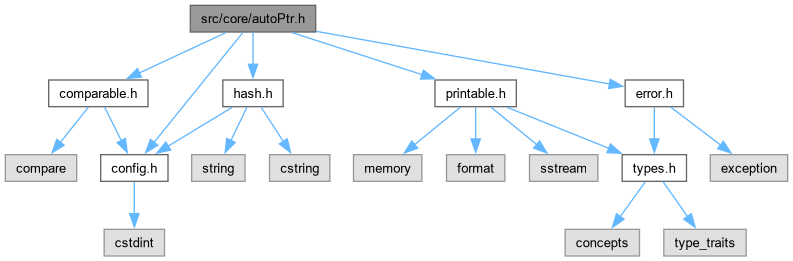 src/core/autoPtr.h
comparable.h
hash.h
printable.h
error.h
compare
config.h
string
cstring
memory
format
sstream
types.h
exception
cstdint
concepts
type_traits